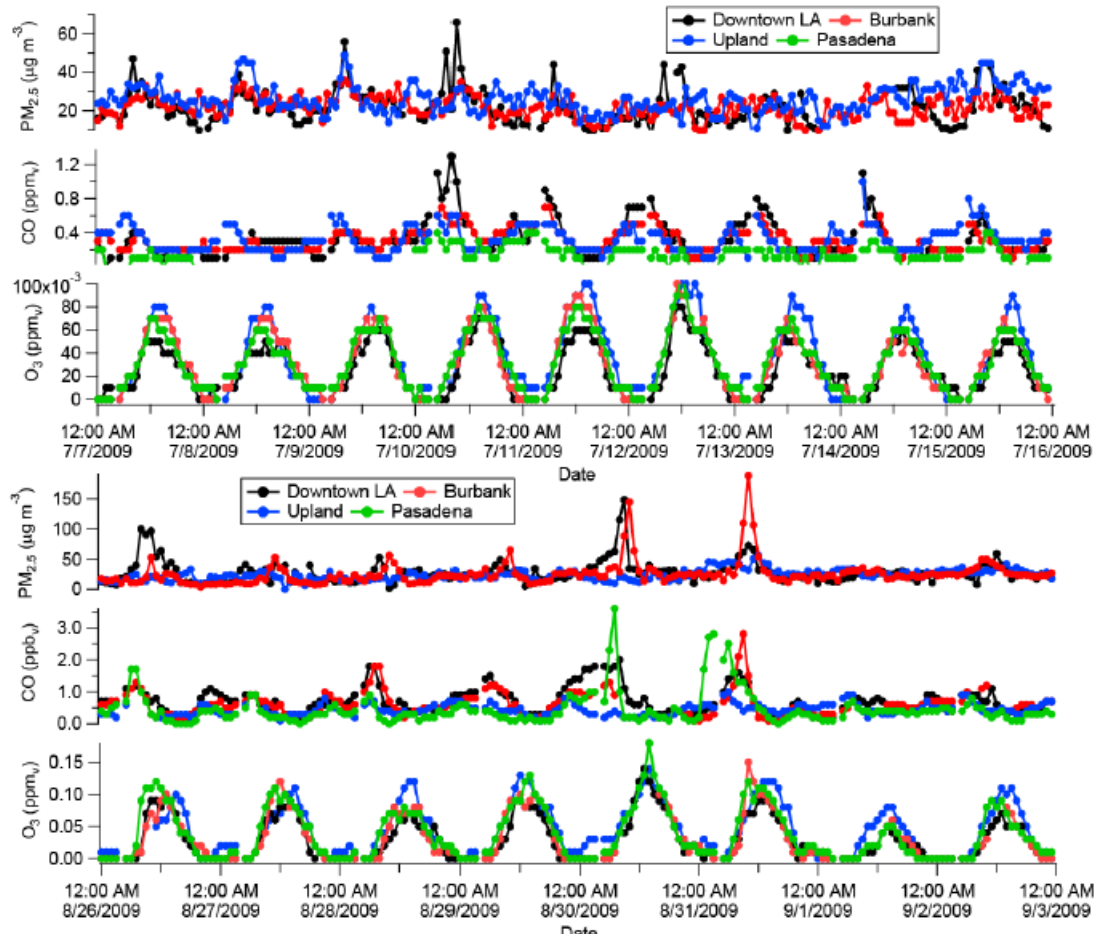 Downtown LA Burbank
Upland Pasadena
PM2.5 (µg m-3)
60
40
20
CO (ppmv)
1.2
0.8
0.4
O3 (ppmv)
100x10-3
80
60
40
20
0
12:00 AM 12:00 AM 12:00 AM 12:00 AM 12:00 AM 12:00 AM 12:00 AM 12:00 AM 12:00 AM 12:00 AM
7/7/2009 7/8/2009 7/9/2009 7/10/2009 7/11/2009 7/12/2009 7/13/2009 7/14/2009 7/15/2009 7/16/2009
Date
Downtown LA Burbank
Upland Pasadena
PM2.5 (µg m-3)
150
100
50
0
CO (ppbv)
3.0
2.0
1.0
0.0
O3 (ppmv)
0.15
0.10
0.05
0.00
12:00 AM 12:00 AM 12:00 AM 12:00 AM 12:00 AM 12:00 AM 12:00 AM 12:00 AM 12:00 AM
8/26/2009 8/27/2009 8/28/2009 8/29/2009 8/30/2009 8/31/2009 9/1/2009 9/2/2009 9/3/2009
Date